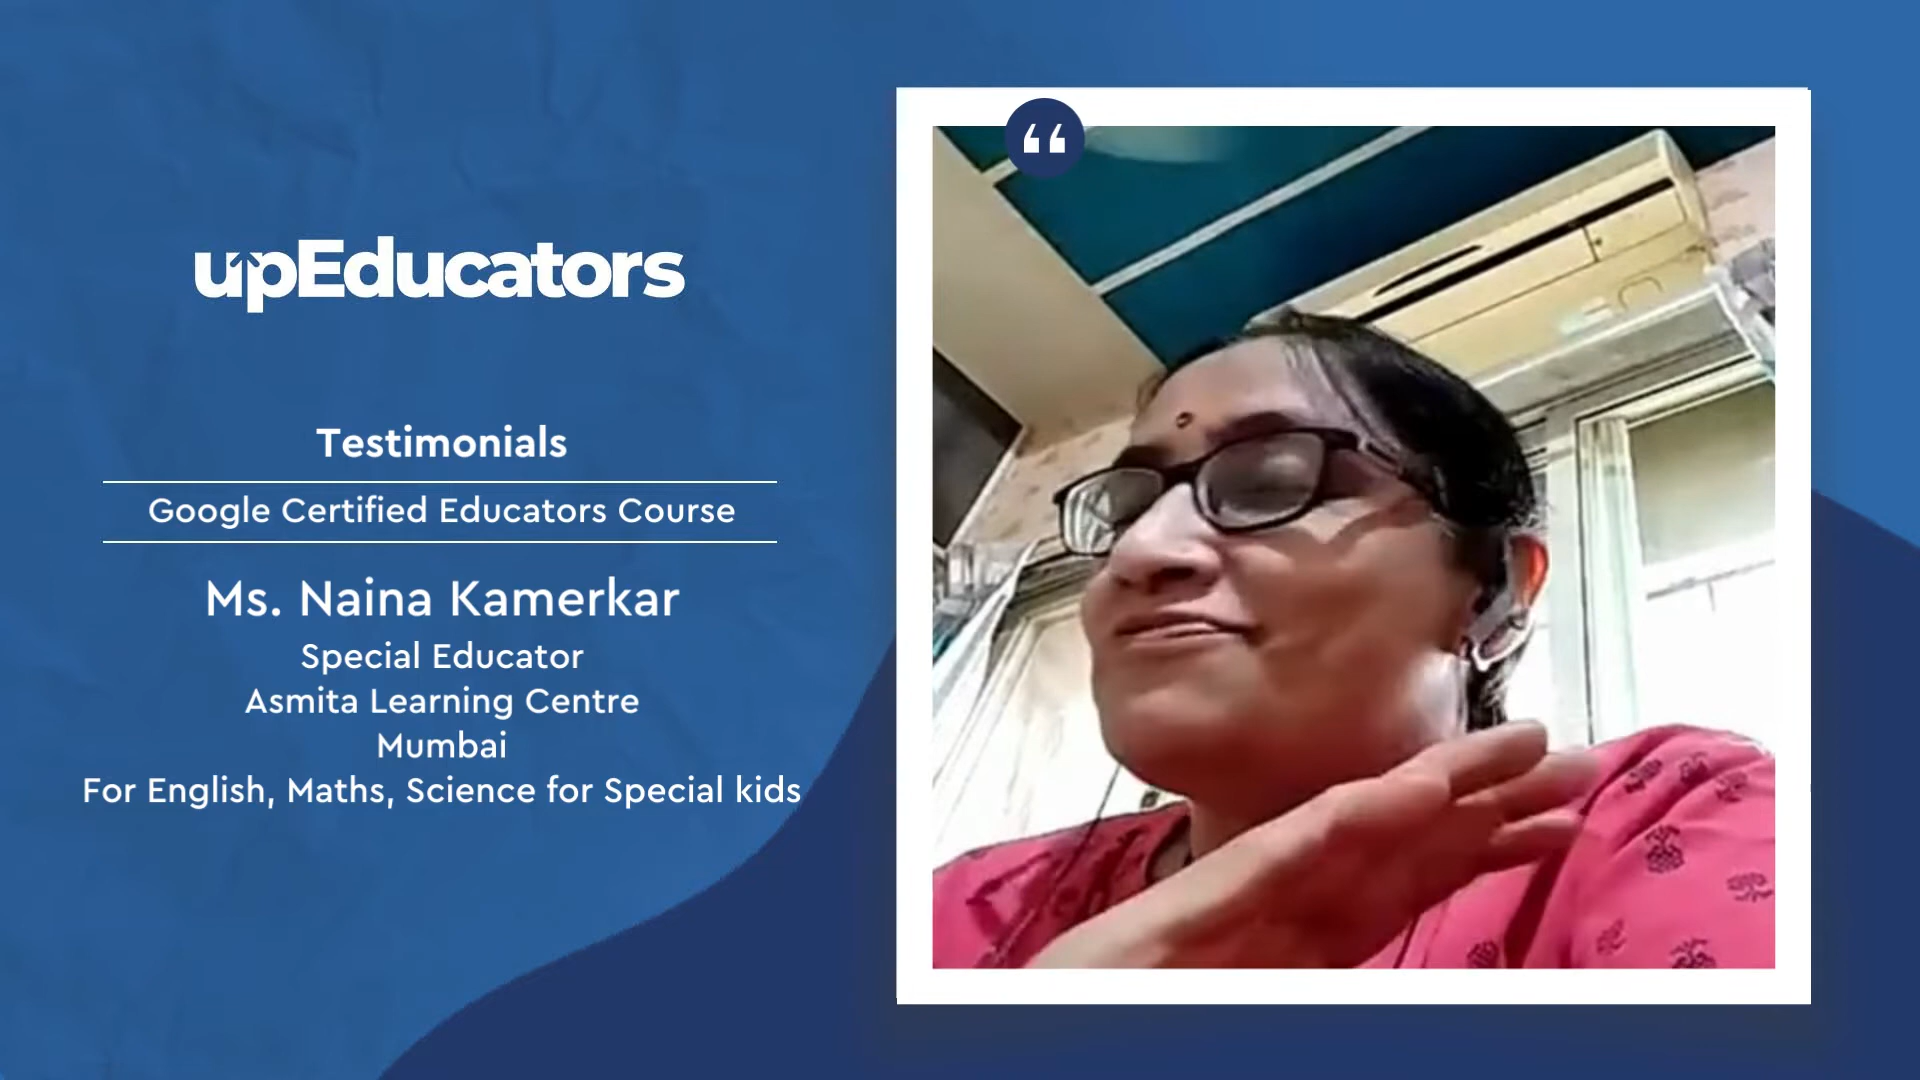 upEducators
Testimonials
Google Certified Educators Course
Ms. Naina Kamerkar
Special Educator
Asmita Learning Centre
Mumbai
For English, Maths, Science for Special kids